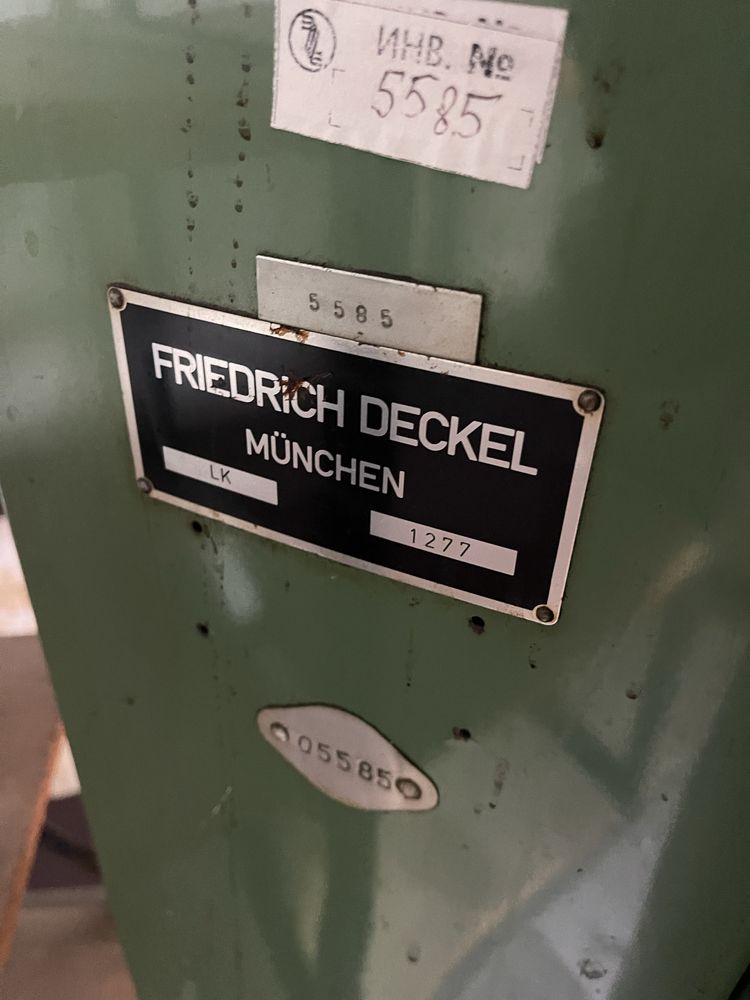 ИНВ. №
5585
5585
FRIEDRICH DECKEL
MÜNCHEN
LK
1277
05585